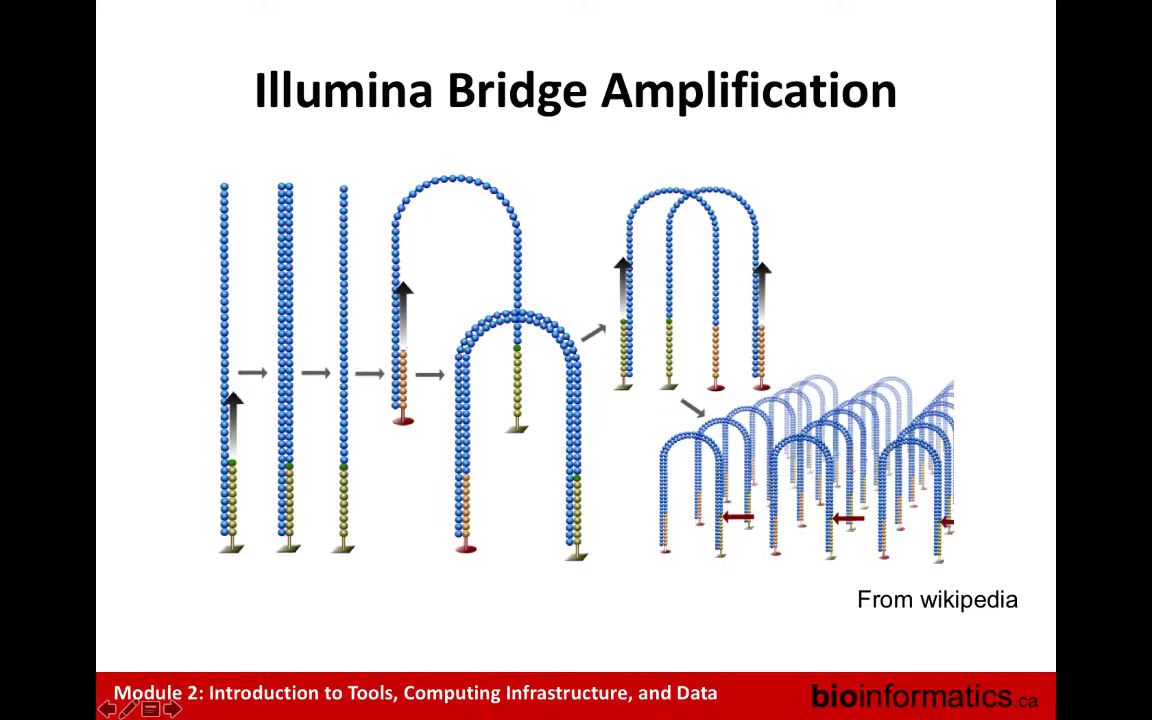 Illumina Bridge Amplification
From wikipedia
Module 2: Introduction to Tools, Computing Infrastructure, and Data
bioinformatics.ca